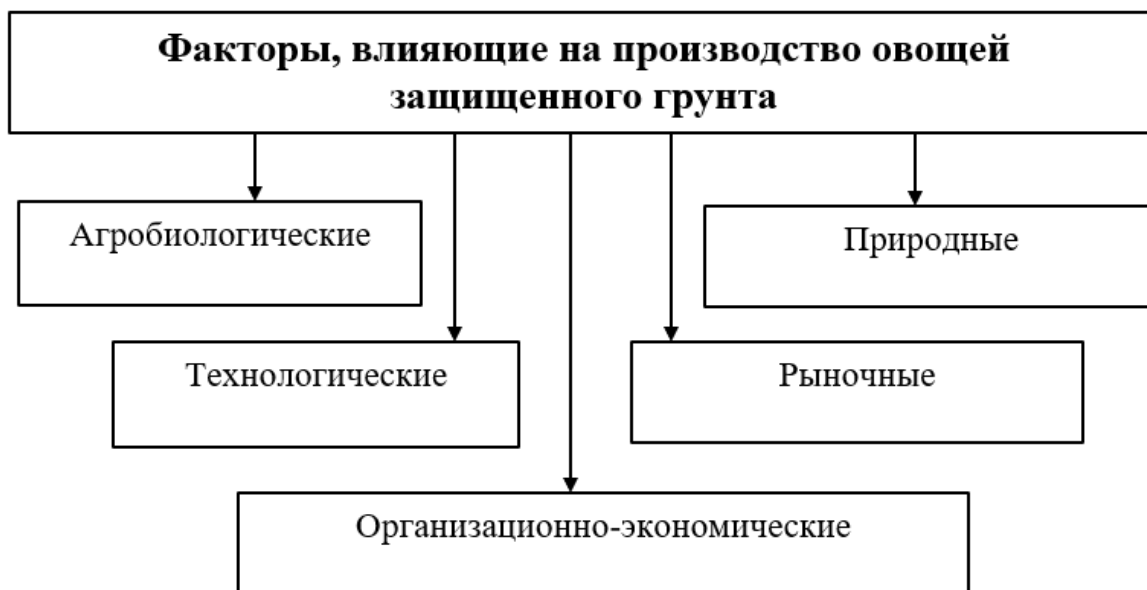 Факторы, влияющие на производство овощей
защищенного грунта
Агробиологические
Природные
Технологические
Рыночные
Организационно-экономические